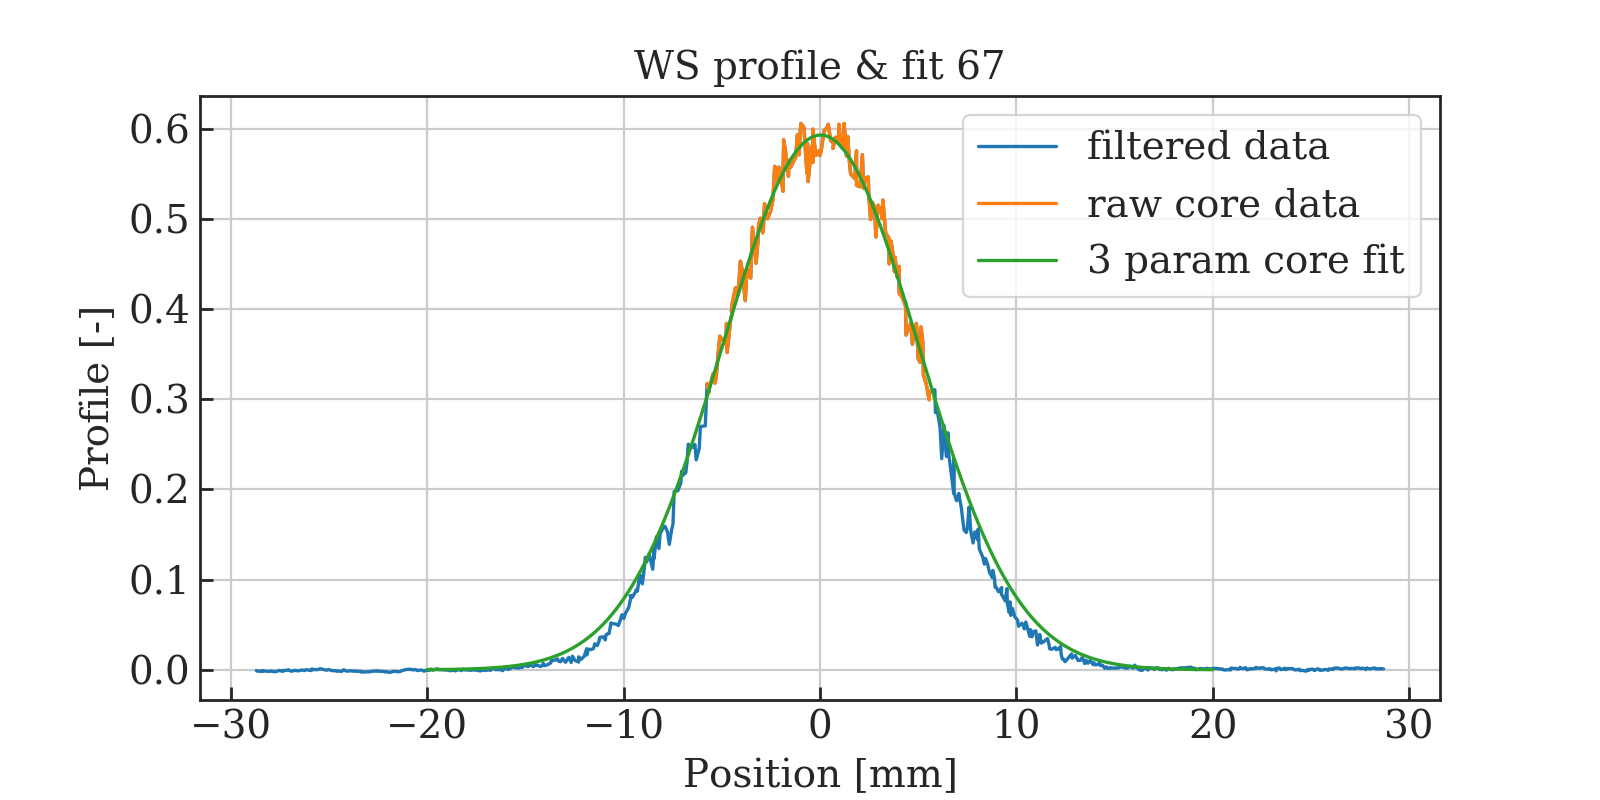 WS profile & fit 67
0.6
0.5
0.4
0.3
0.2
0.1
0.0
Profile [-]
filtered data
raw core data
3 param core fit
−30 −20 −10 0 10 20 30
Position [mm]